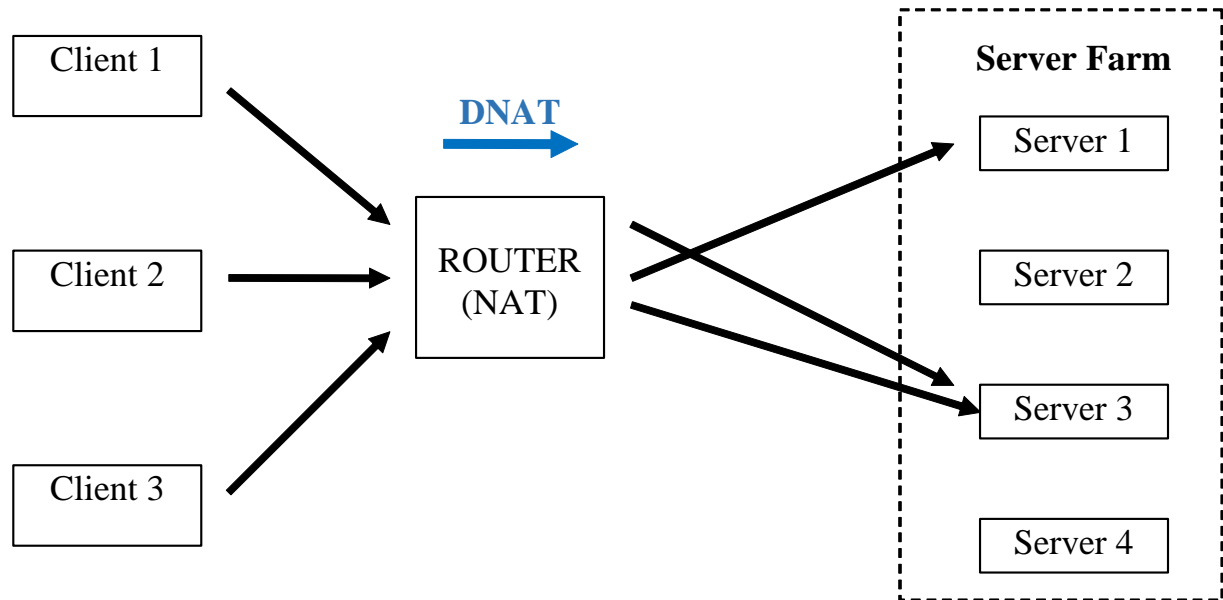 Client 1
Client 2
Client 3
DNAT
ROUTER
(NAT)
Server Farm
Server 1
Server 2
Server 3
Server 4